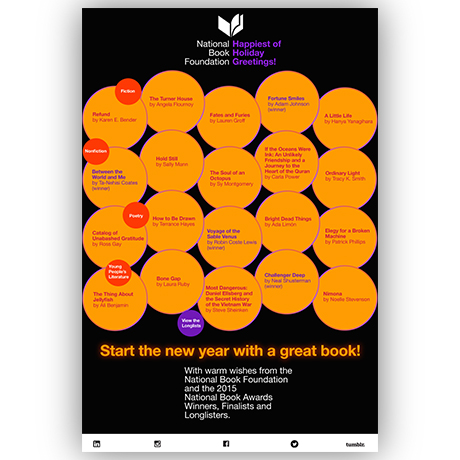 National
Book
Foundation
Happiest of
Holiday
Greetings!
Fiction
Refund
by Karen E. Bender
The Turner House
by Angela Flournoy
Fates and Furies
by Lauren Groff
Fortune Smiles
by Adam Johnson
(winner)
A Little Life
by Hanya Yanagihara
Nonfiction
Between the
World and Me
by Ta-Nehisi Coates
(winner)
Hold Still
by Sally Mann
The Soul of an
Octopus
by Sy Montgomery
If the Oceans Were
Ink: An Unlikely
Friendship and a
Journey to the
Heart of the Quran
by Carla Power
Ordinary Light
by Tracy K. Smith
Poetry
Catalog of
Unabashed Gratitude
by Ross Gay
How to Be Drawn
by Terrance Hayes
Voyage of the
Sable Venus
by Robin Coste Lewis
(winner)
Bright Dead Things
by Ada Limón
Elegy for a Broken
Machine
by Patrick Phillips
Young
People's
Literature
The Thing About
Jellyfish
by Ali Benjamin
Bone Gap
by Laura Ruby
Most Dangerous:
Daniel Ellsberg and
the Secret History
of the Vietnam War
by Steve Sheinkin
Challenger Deep
by Neal Shusterman
(winner)
Nimona
by Noelle Stevenson
View the
Longlists
Start the new year with a great book!
With warm wishes from the
National Book Foundation
and the 2015
National Book Awards
Winners, Finalists and
Longlisters.
in
f
tumblr.